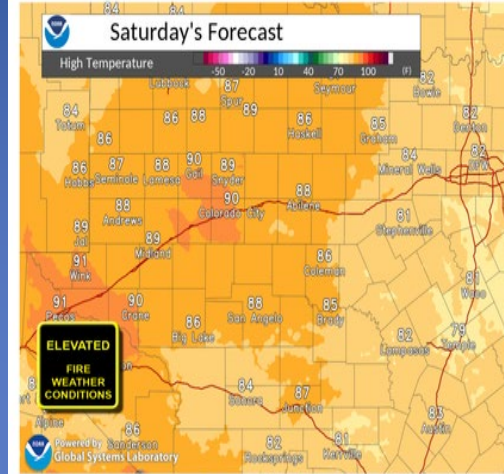 84
Saturday's Forecast
NOAA
High Temperature
-50 -20 10 40 70 100 (F)
Lubbock
87
Spur
Seymour
82
Bowie
84
Tatum
86 88
89
86
Haskell
85
Graham
82
Denton
86
84
Mineral Wells
82
DFW
86
Hobbs
87
Seminole
88
Lamesa
90
Gail
89
Snyder
88
Andrews
90
Colorado City
88
Abilene
81
Stephenville
89
Jal
89
Midland
91
Wink
86
Coleman
81
Waco
91
Pecos
90
Crane
86
Big Lake
88
San Angelo
85
Brady
82
Lampasas
79
Temple
ELEVATED
FIRE
WEATHER
CONDITIONS
84
Sonora
87
Junction
83
Austin
Alpine
86
Sanderson
82
Rocksprings
81
Kerrville
NOAA
Powered by
Global Systems Laboratory